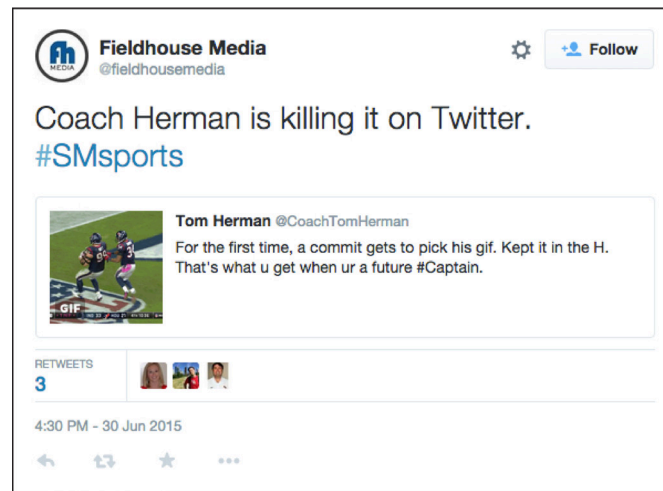 fh
MEDIA
Fieldhouse Media
@fieldhousemedia
Follow
Coach Herman is killing it on Twitter.
#SMsports
Tom Herman @CoachTomHerman
For the first time, a commit gets to pick his gif. Kept it in the H.
That's what u get when ur a future #Captain.
GIF
RETWEETS
3
4:30 PM - 30 Jun 2015